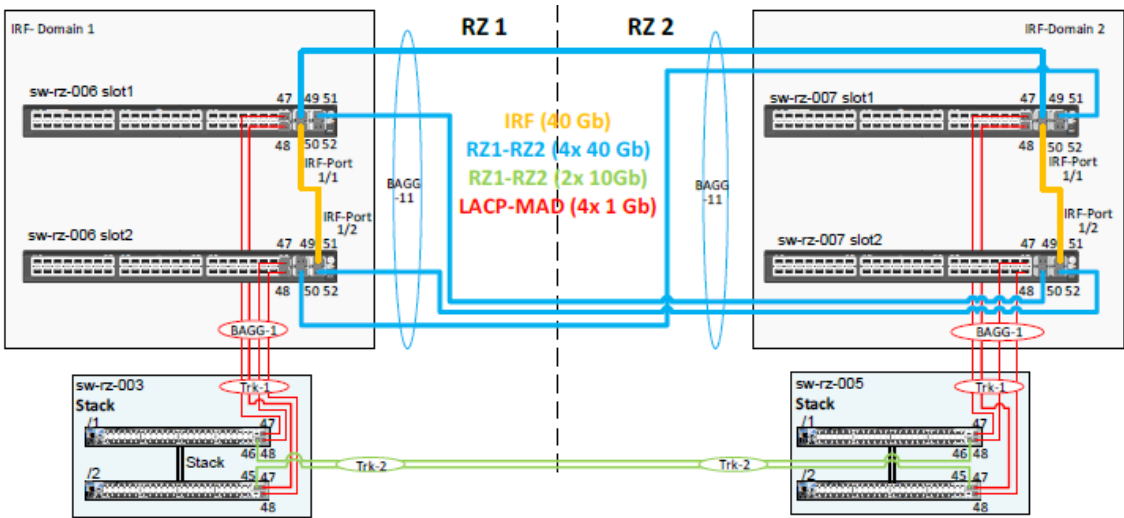 IRF- Domain 1
RZ 1
RZ 2
IRF-Domain 2
sw-rz-006 slot1
47 49 51
48 50 52
IRF-Port
1/1
IRF-Port
1/2
sw-rz-006 slot2
47 49 51
48 50 52
BAGG
-11
IRF (40 Gb)
RZ1-RZ2 (4x 40 Gb)
RZ1-RZ2 (2x 10Gb)
LACP-MAD (4x 1 Gb)
BAGG
-11
sw-rz-007 slot1
47 49 51
48 50 52
IRF-Port
1/1
IRF-Port
1/2
sw-rz-007 slot2
47 49 51
48 50 52
BAGG-1
BAGG-1
sw-rz-003
Stack
Trk-1
/1
47
46 48
Stack
/2
45 47
48
Trk-2
Trk-2
sw-rz-005
Stack
Trk-1
/1
47
46 48
Stack
/2
45 47
48